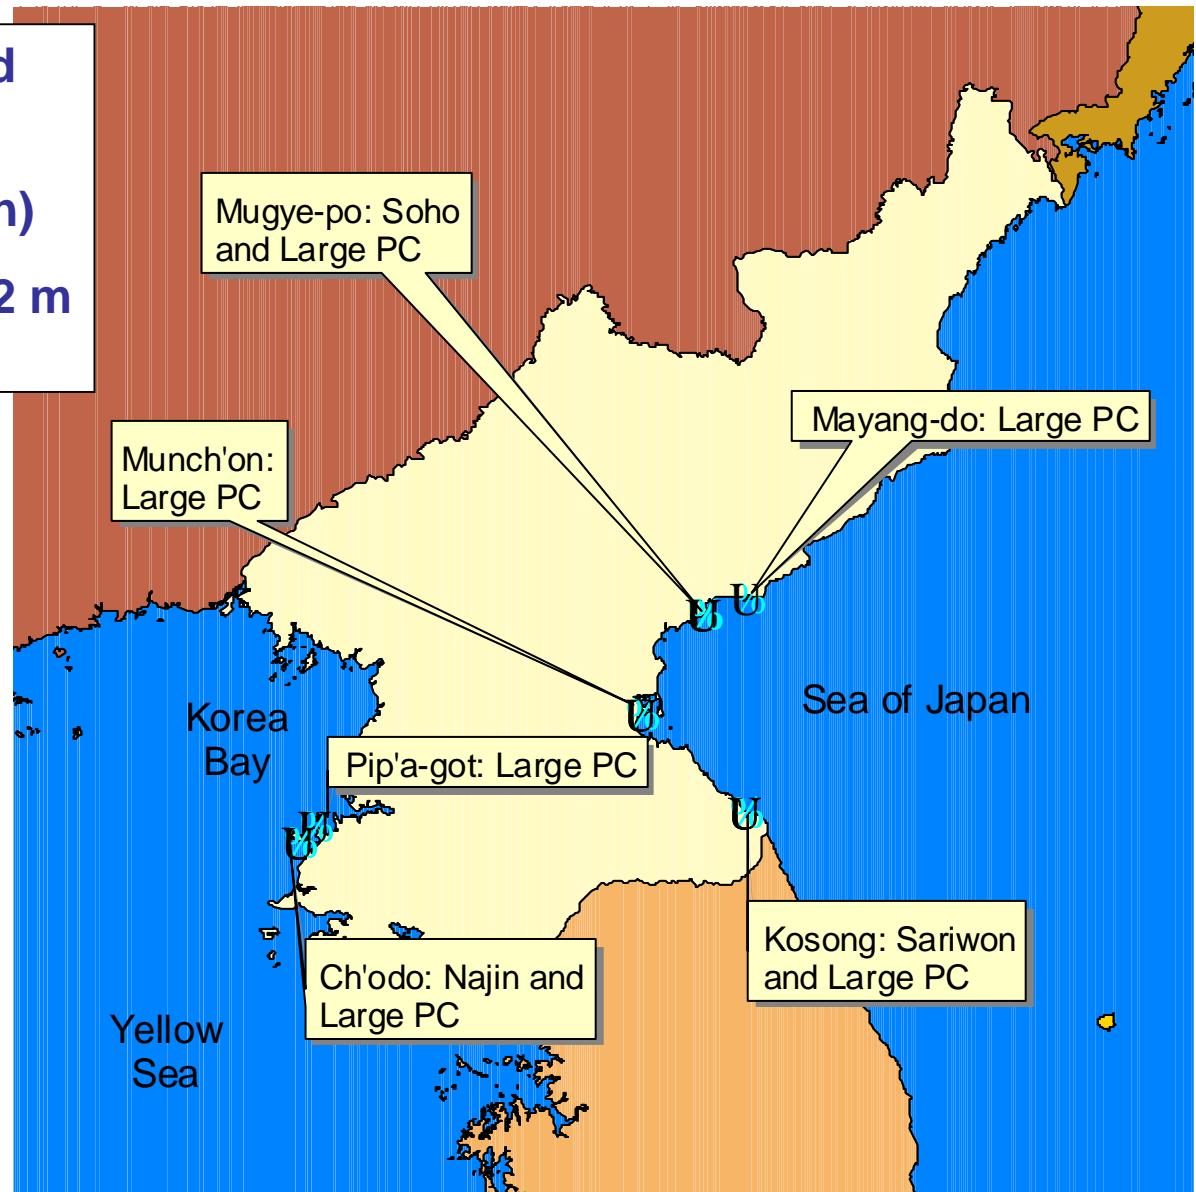 d
n)
2 m
Mugye-po: Soho
and Large PC
Mayang-do: Large PC
Munch'on:
Large PC
U
U
Sea of Japan
U
Korea
Bay
Pip'a-got: Large PC
U
U
U
Kosong: Sariwon
and Large PC
Ch'odo: Najin and
Large PC
Yellow
Sea